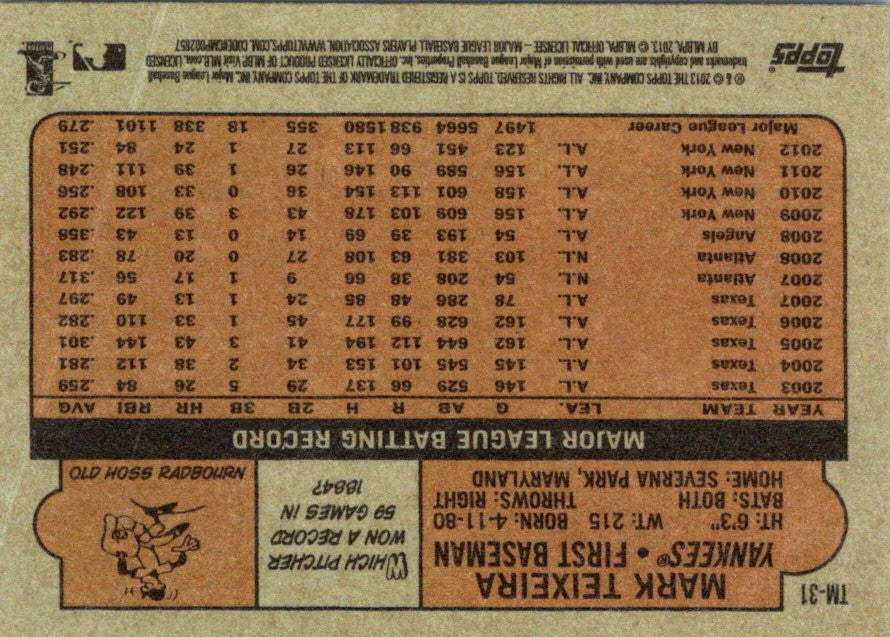 TM-31
MARK TEIXEIRA
YANKEES® • FIRST BASEMAN
HT: 6'3" WT: 215 BORN: 4-11-80
BATS: BOTH THROWS: RIGHT
HOME: SEVERNA PARK, MARYLAND
WHICH PITCHER
WON A RECORD
59 GAMES IN
1884?
OLD HOSS RADBOURN
MAJOR LEAGUE BATTING RECORD
YEAR TEAM LEA. G AB R H 2B 3B HR RBI AVG
2003 Texas A.L. 146 529 66 137 29 5 26 84 .259
2004 Texas A.L. 145 545 101 153 34 2 38 112 .281
2005 Texas A.L. 162 644 112 194 41 3 43 144 .301
2006 Texas A.L. 162 628 99 177 45 1 33 110 .282
2007 Texas A.L. 78 286 48 85 24 1 13 49 .297
2007 Atlanta N.L. 54 208 38 66 9 1 17 56 .317
2008 Atlanta N.L. 103 381 63 108 27 0 20 78 .283
2008 Angels A.L. 54 193 39 69 14 0 13 43 .358
2009 New York A.L. 156 609 103 178 43 3 39 122 .292
2010 New York A.L. 158 601 113 154 36 0 33 108 .256
2011 New York A.L. 156 589 90 146 26 1 39 111 .248
2012 New York A.L. 123 451 66 113 27 1 24 84 .251
Major League Career 1497 5664 938 1580 355 18 338 1101 .279
topps
® & © 2013 THE TOPPS COMPANY, INC. ALL RIGHTS RESERVED. TOPPS IS A REGISTERED TRADEMARK OF THE TOPPS COMPANY, INC. Major League Baseball
trademarks and copyrights are used with permission of Major League Baseball Properties, Inc. OFFICIALLY LICENSED PRODUCT OF MLBP. Visit MLB.com. LICENSED
BY MLBPA, 2013. © MLBPA, OFFICIAL LICENSEE – MAJOR LEAGUE BASEBALL PLAYERS ASSOCIATION. WWW.TOPPS.COM. CODE#CMP002857